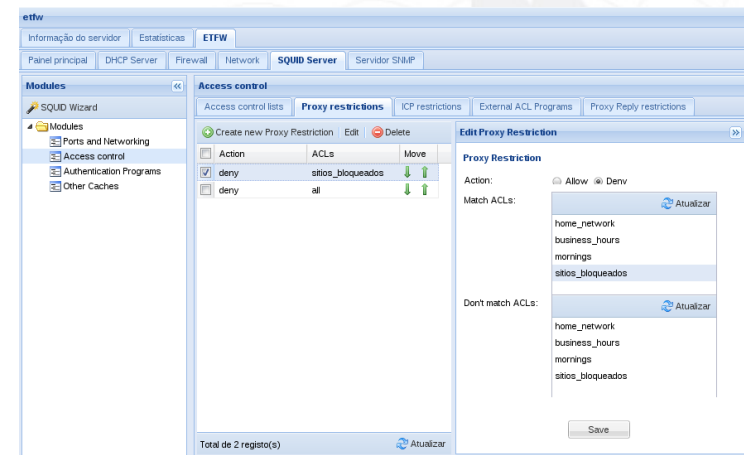 etfw
Informação do servidor Estatisticas ETFW
Painel principal DHCP Server Firewall Network SQUID Server Servidor SNMP
Modules
SQUID Wizard
Modules
Ports and Networking
Access control
Authentication Programs
Other Caches
Access control
Access control lists Proxy restrictions ICP restrictions External ACL Programs Proxy Reply restrictions
Create new Proxy Restriction Edit Delete
Action ACLs Move
deny sitios_bloqueados
deny all
Total de 2 registo(s) Atualizar
Edit Proxy Restriction
Proxy Restriction
Action: Allow Deny
Match ACLs: Atualizar
home_network
business_hours
mornings
sitios_bloqueados
Don't match ACLs: Atualizar
home_network
business_hours
mornings
sitios_bloqueados
Save